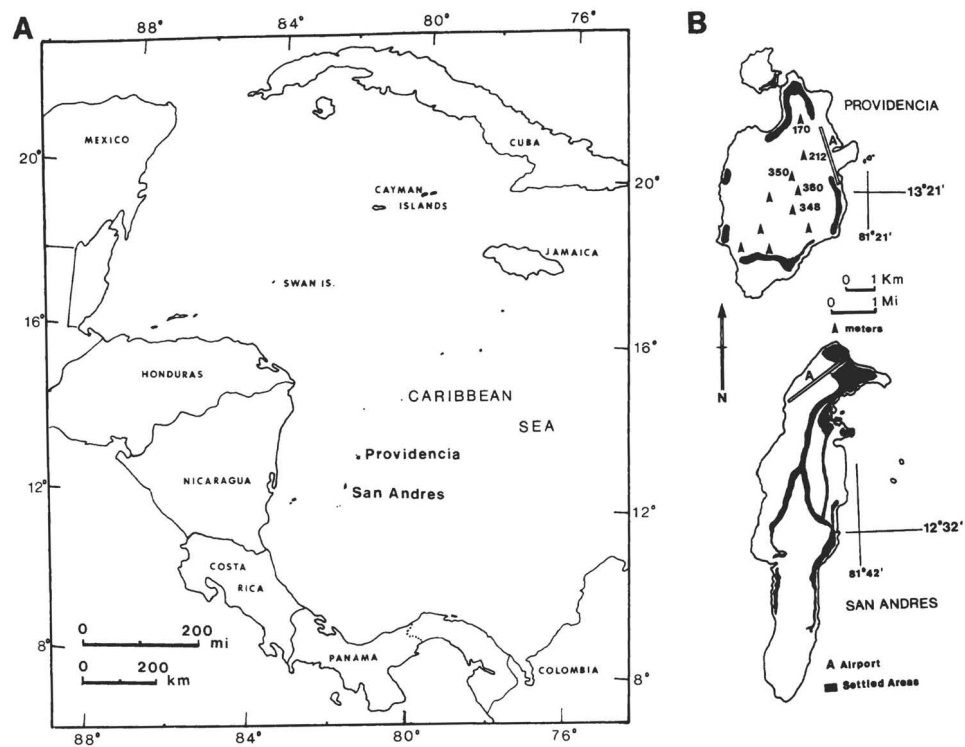 A
88°
84°
80°
76°
MEXICO
CUBA
20°
20°
CAYMAN
ISLANDS
JAMAICA
SWAN IS.
16°
16°
HONDURAS
CARIBBEAN
SEA
Providencia
NICARAGUA
San Andres
12°
12°
COSTA
RICA
0 200 mi
0 200 km
8°
8°
PANAMA
COLOMBIA
88°
84°
80°
76°
B
PROVIDENCIA
170
A
212
350
360
348
13°21'
81°21'
0 1 Km
0 1 Mi
▲ meters
N
A
12°32'
81°42'
SAN ANDRES
A Airport
Settled Areas